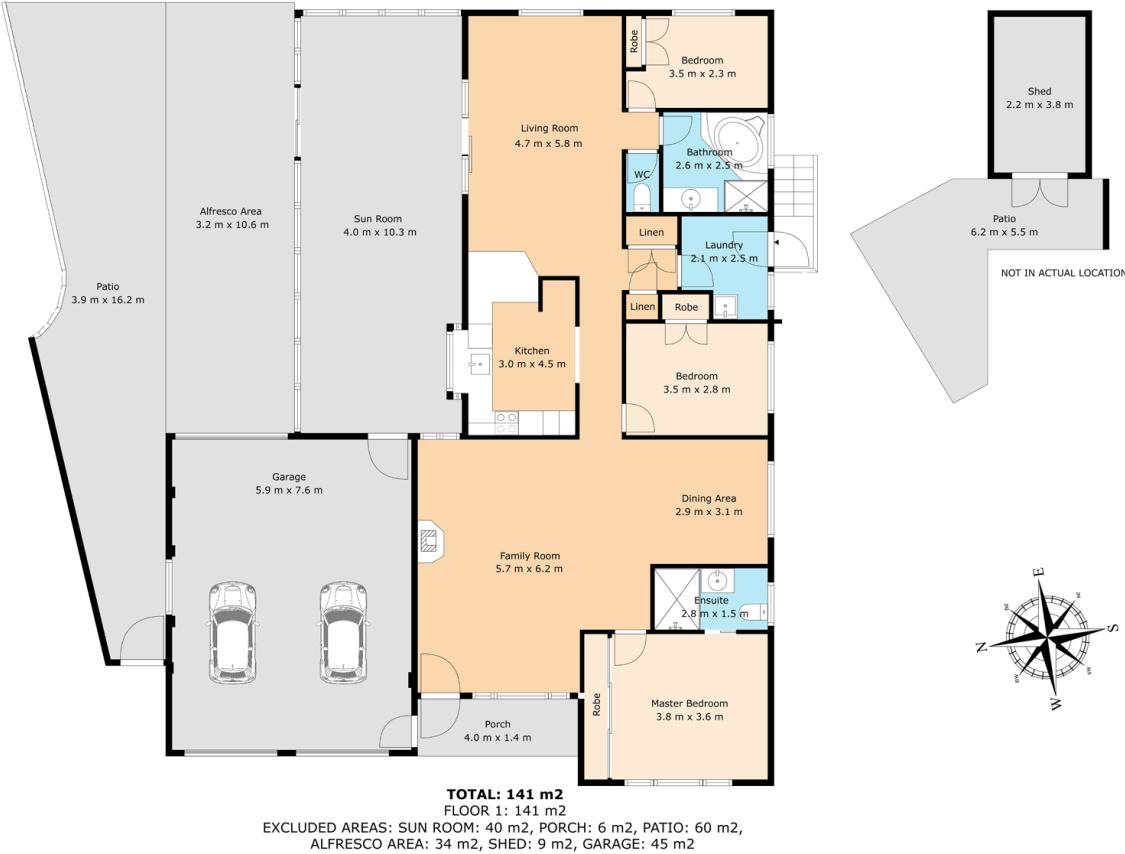 Robe
Bedroom
3.5 m x 2.3 m
Shed
2.2 m x 3.8 m
Living Room
4.7 m x 5.8 m
Bathroom
2.6 m x 2.5 m
WC
Alfresco Area
3.2 m x 10.6 m
Sun Room
4.0 m x 10.3 m
Linen
Laundry
2.1 m x 2.5 m
Patio
6.2 m x 5.5 m
NOT IN ACTUAL LOCATION
Patio
3.9 m x 16.2 m
Linen
Robe
Kitchen
3.0 m x 4.5 m
Bedroom
3.5 m x 2.8 m
Garage
5.9 m x 7.6 m
Dining Area
2.9 m x 3.1 m
Family Room
5.7 m x 6.2 m
Ensuite
2.8 m x 1.5 m
E
NE
SE
N
S
NW
SW
W
Robe
Master Bedroom
3.8 m x 3.6 m
Porch
4.0 m x 1.4 m
TOTAL: 141 m2
FLOOR 1: 141 m2
EXCLUDED AREAS: SUN ROOM: 40 m2, PORCH: 6 m2, PATIO: 60 m2,
ALFRESCO AREA: 34 m2, SHED: 9 m2, GARAGE: 45 m2